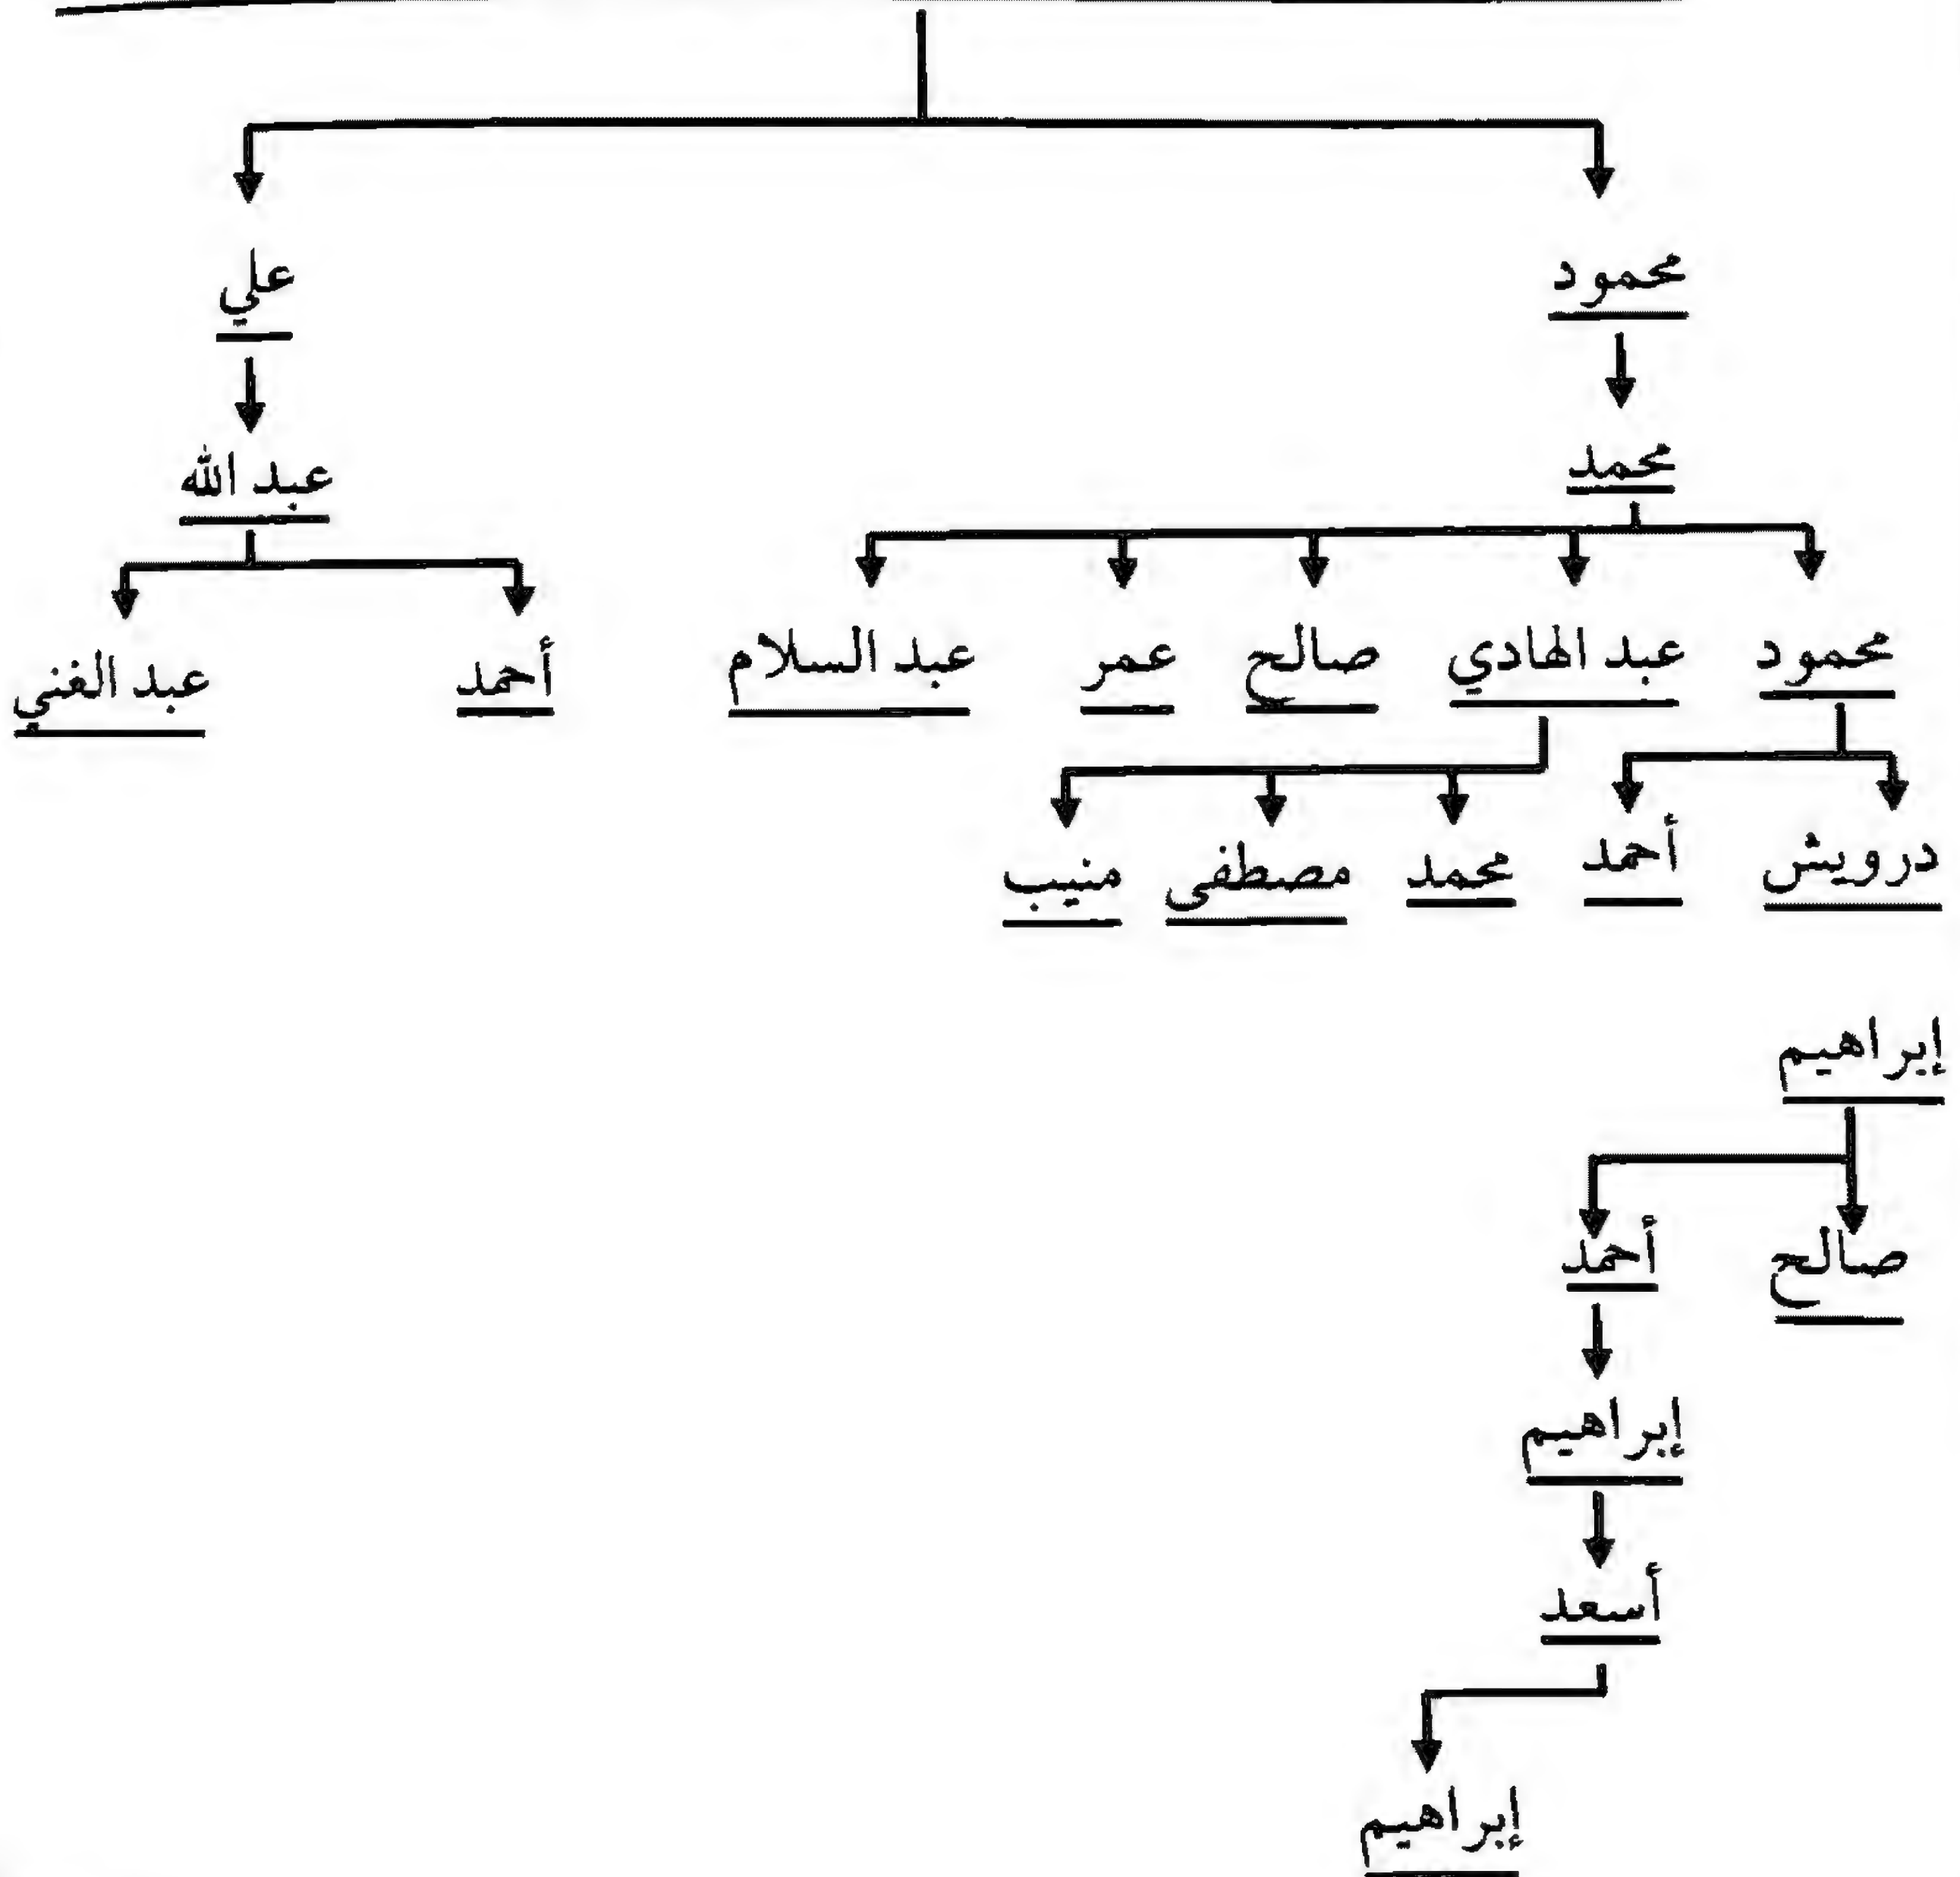 محمود علي
محمد عبد الله
محمود عبد الهادي صالح عمر عبد السلام أحمد عبد الغني
درويش أحمد محمد مصطفى منيب
إبراهيم
صالح أحمد
إبراهيم
أسعد
إبراهيم